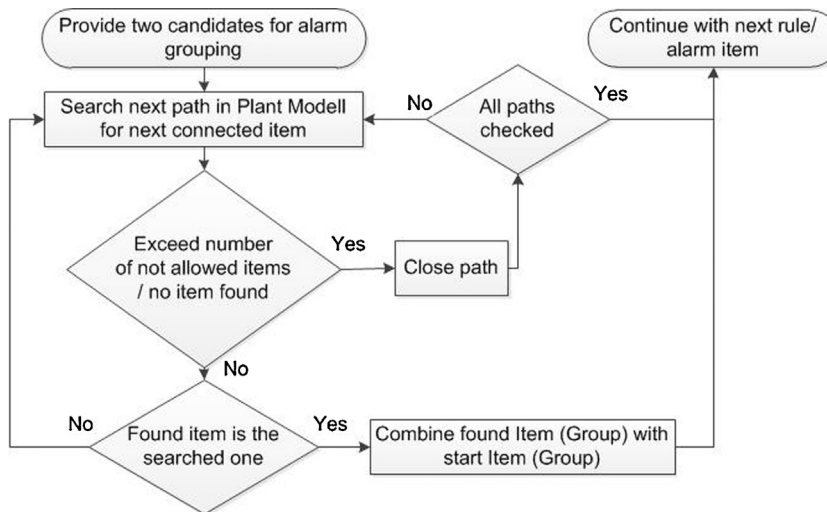 Provide two candidates for alarm
grouping
Continue with next rule/
alarm item
Search next path in Plant Modell
for next connected item
No
All paths
checked
Yes
Exceed number
of not allowed items
/ no item found
Yes
Close path
No
No
Found item is the
searched one
Yes
Combine found Item (Group) with
start Item (Group)